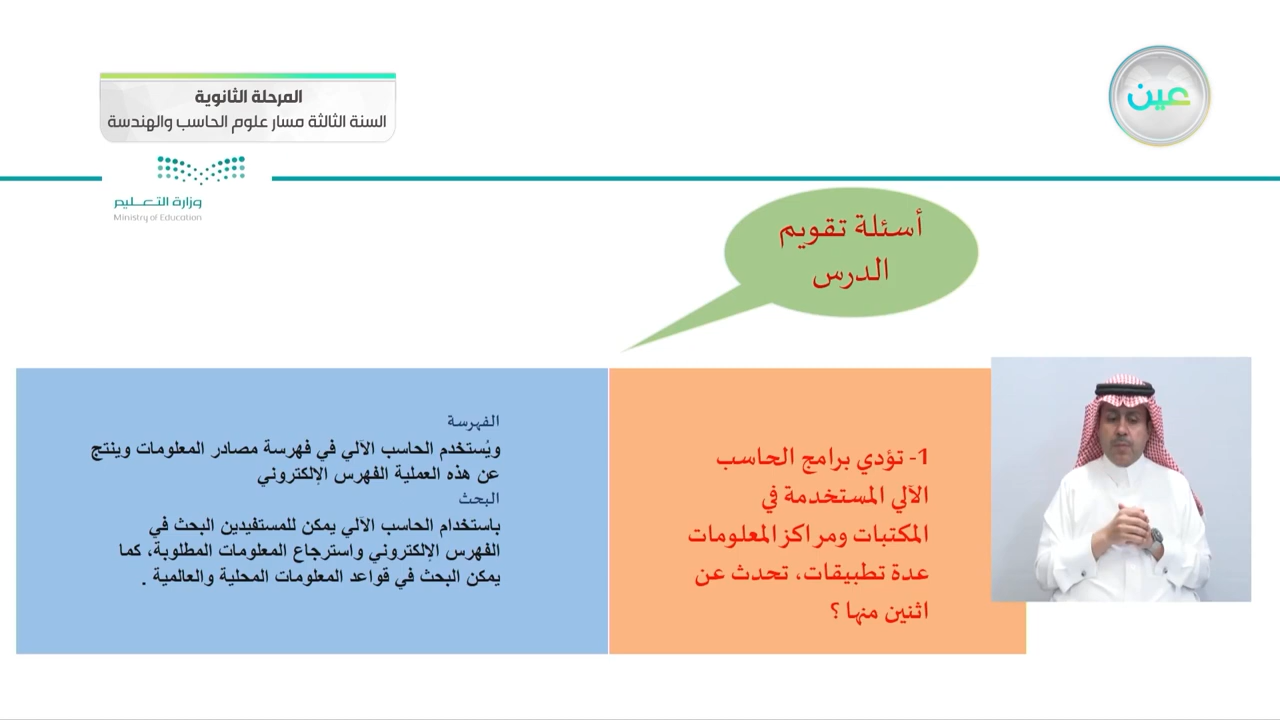 المرحلة الثانوية
السنة الثالثة مسار علوم الحاسب والهندسة
عين
وزارة التعـــليم
Ministry of Education
أسئلة تقويم
الدرس
1- تؤدي برامج الحاسب
الآلي المستخدمة في
المكتبات ومراكز المعلومات
عدة تطبيقات، تحدث عن
اثنين منها ؟
الفهرسة
ويُستخدم الحاسب الآلي في فهرسة مصادر المعلومات وينتج
عن هذه العملية الفهرس الإلكتروني
البحث
باستخدام الحاسب الآلي يمكن للمستفيدين البحث في
الفهرس الإلكتروني واسترجاع المعلومات المطلوبة، كما
يمكن البحث في قواعد المعلومات المحلية والعالمية .